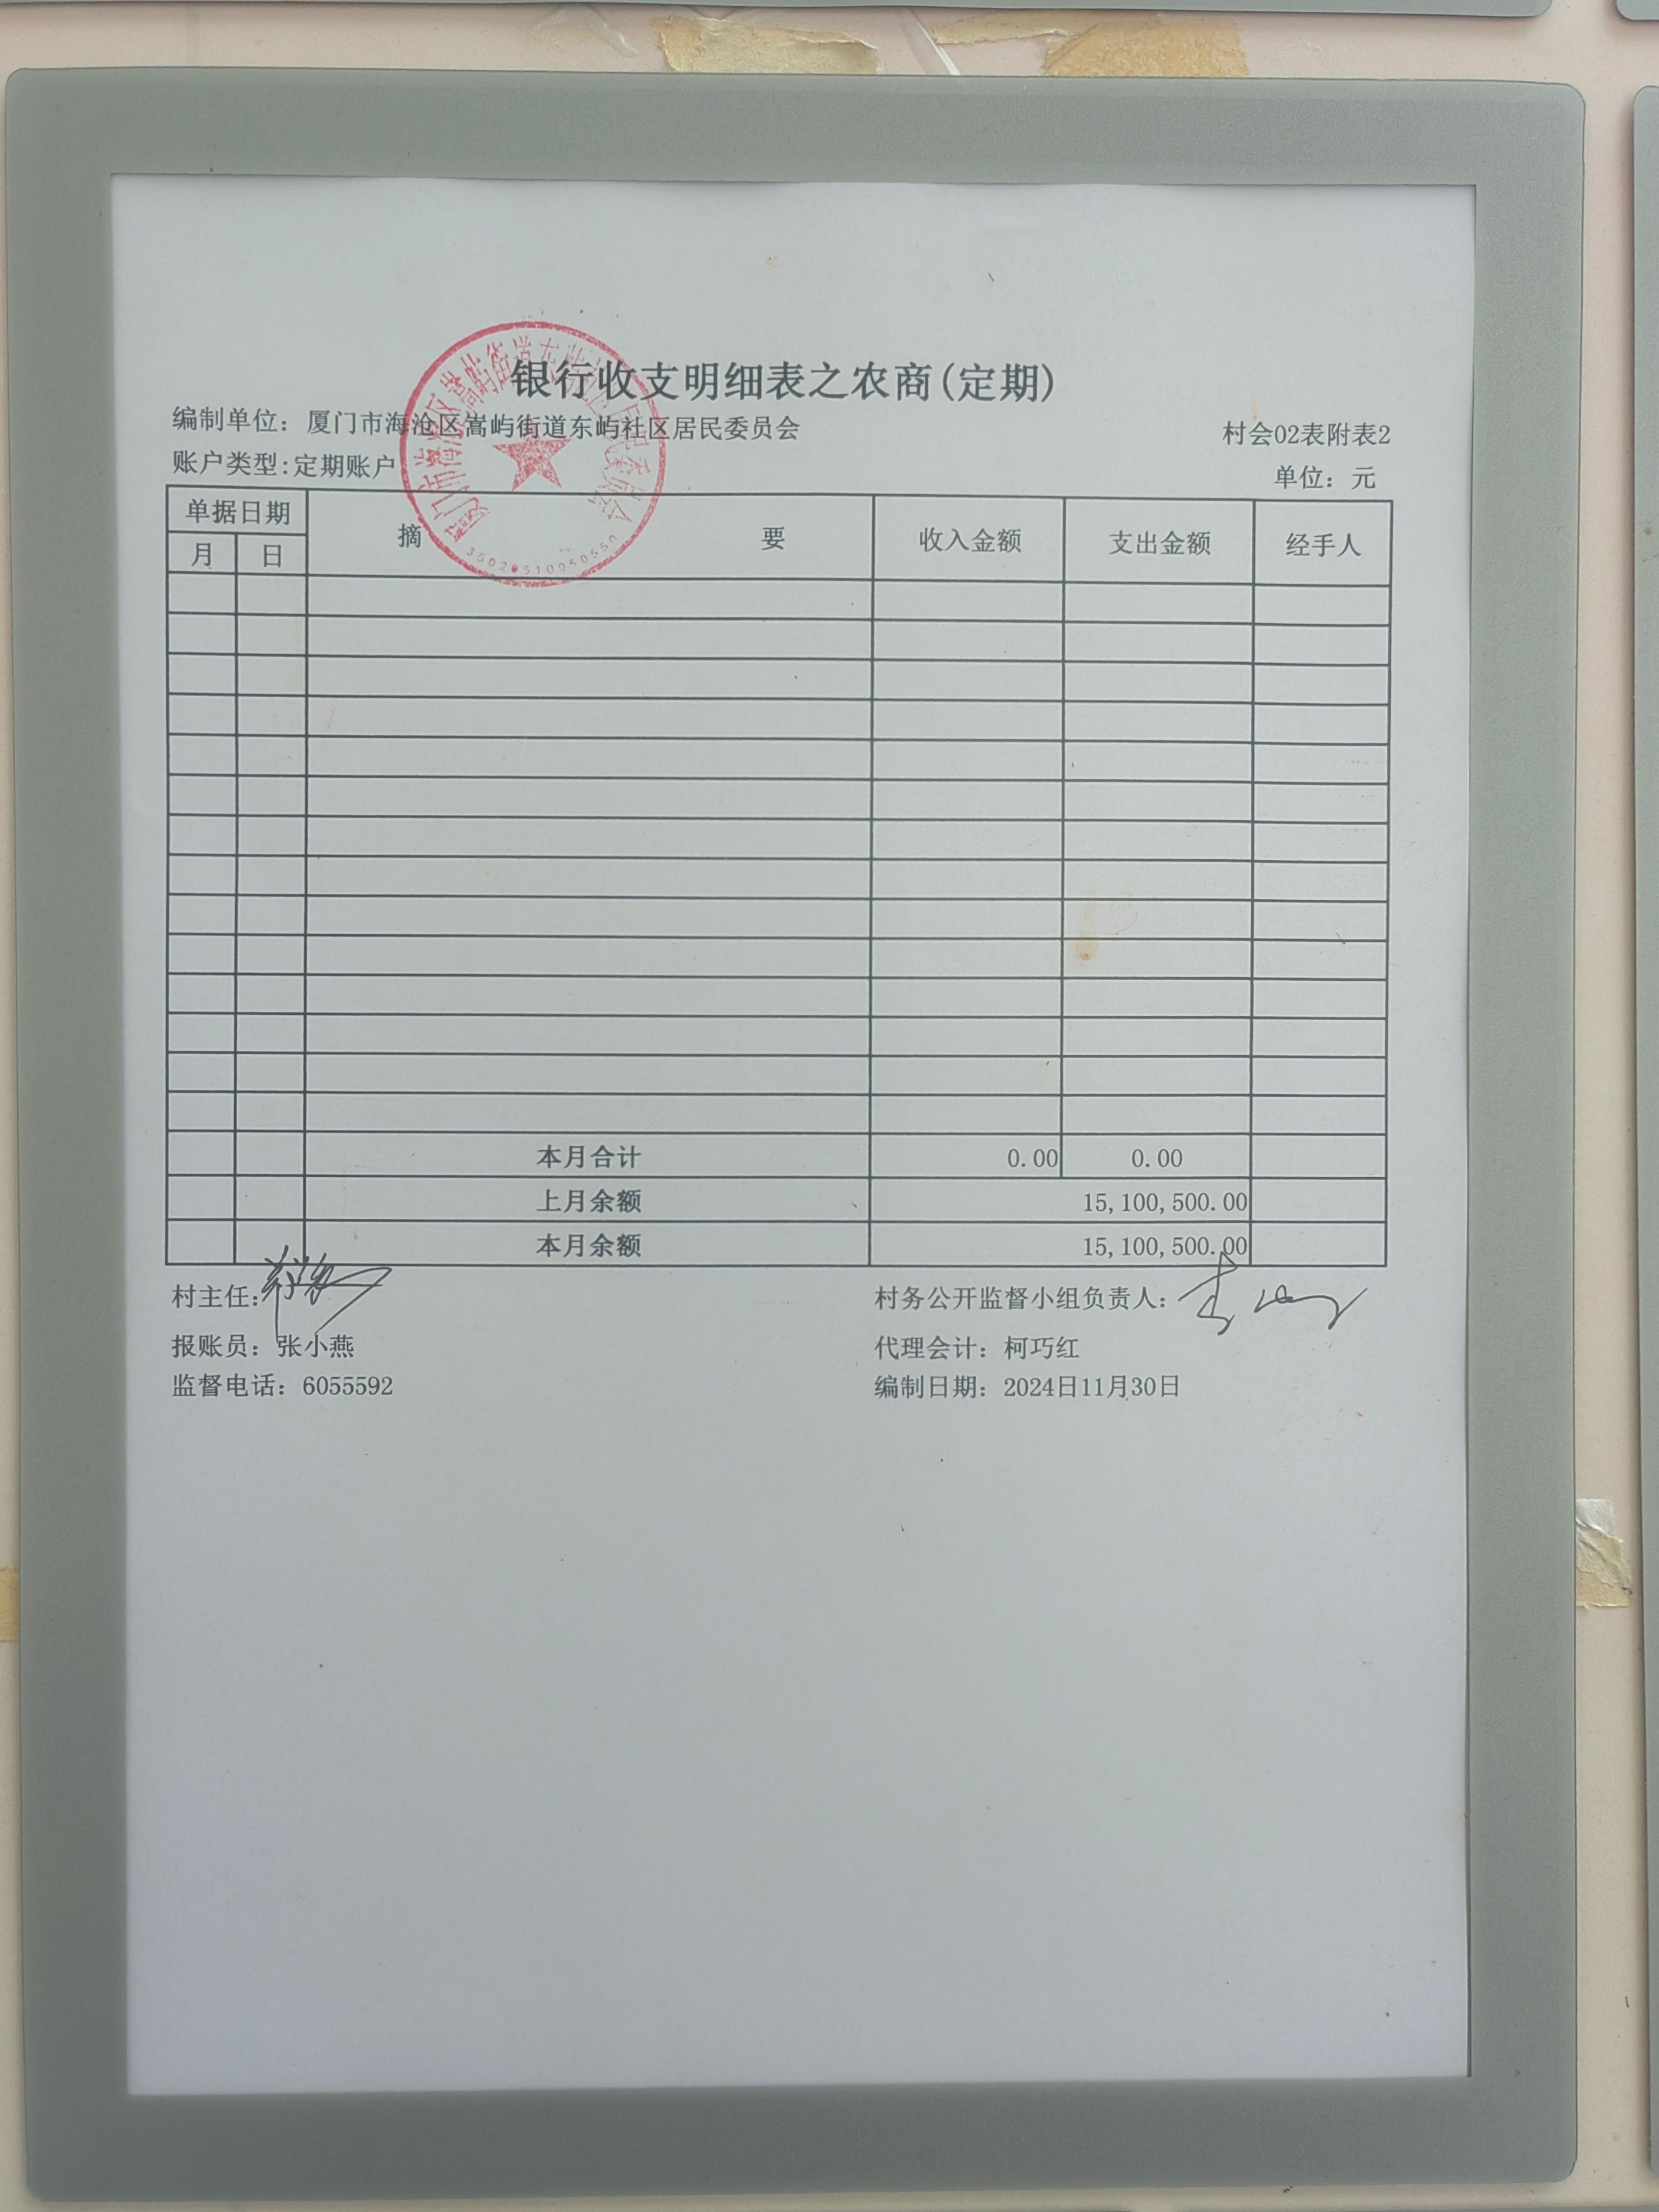 银行收支明细表之农商(定期)
编制单位：厦门市海沧区嵩屿街道东屿社区居民委员会
村会02表附表2
账户类型:定期账户
单位：元
单据日期 摘 要 收入金额 支出金额 经手人
月 日
本月合计 0.00 0.00
上月余额 15,100,500.00
本月余额 15,100,500.00
村主任: 村务公开监督小组负责人：
报账员：张小燕 代理会计：柯巧红
监督电话：6055592 编制日期：2024日11月30日